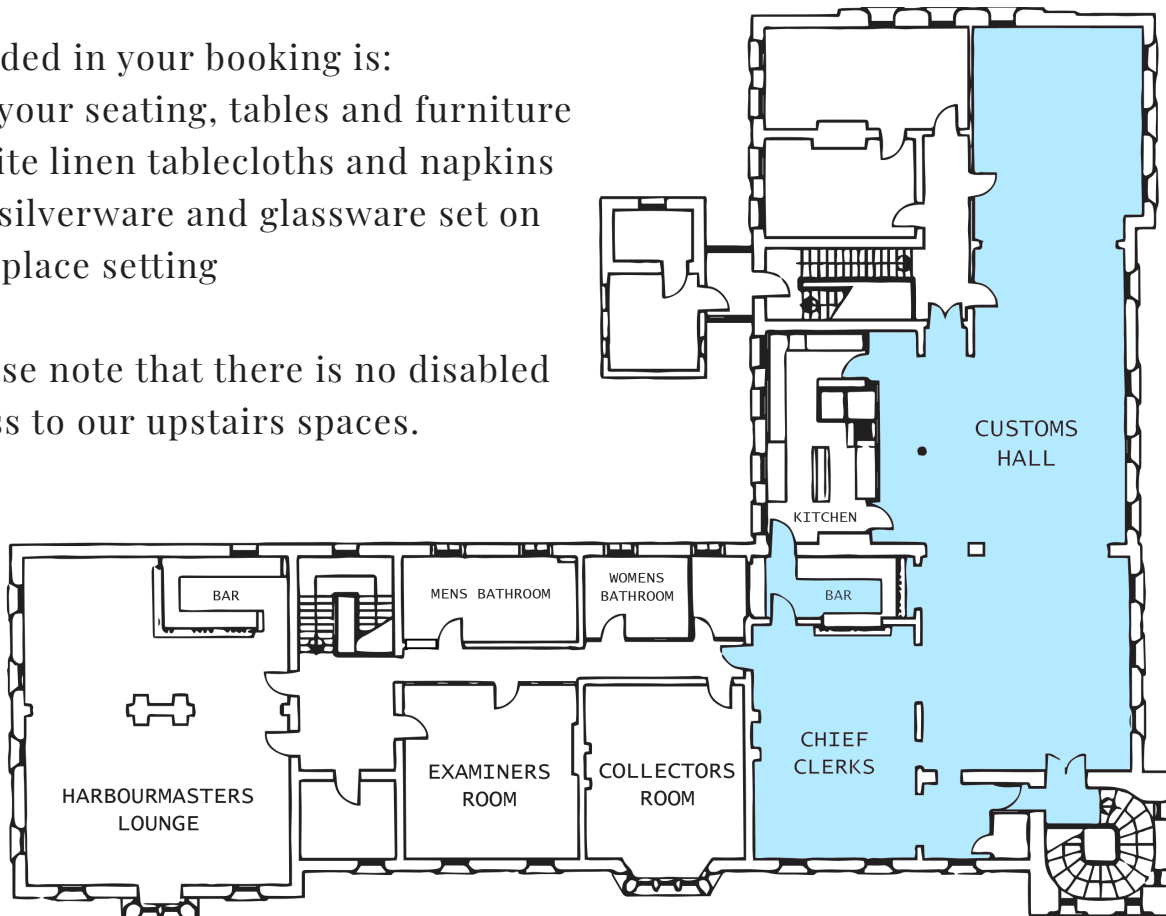 ded in your booking is:
your seating, tables and furniture
ite linen tablecloths and napkins
silverware and glassware set on
place setting
se note that there is no disabled
ss to our upstairs spaces.
CUSTOMS
HALL
KITCHEN
BAR
MENS BATHROOM
WOMENS
BATHROOM
BAR
CHIEF
CLERKS
EXAMINERS
ROOM
COLLECTORS
ROOM
HARBOURMASTERS
LOUNGE